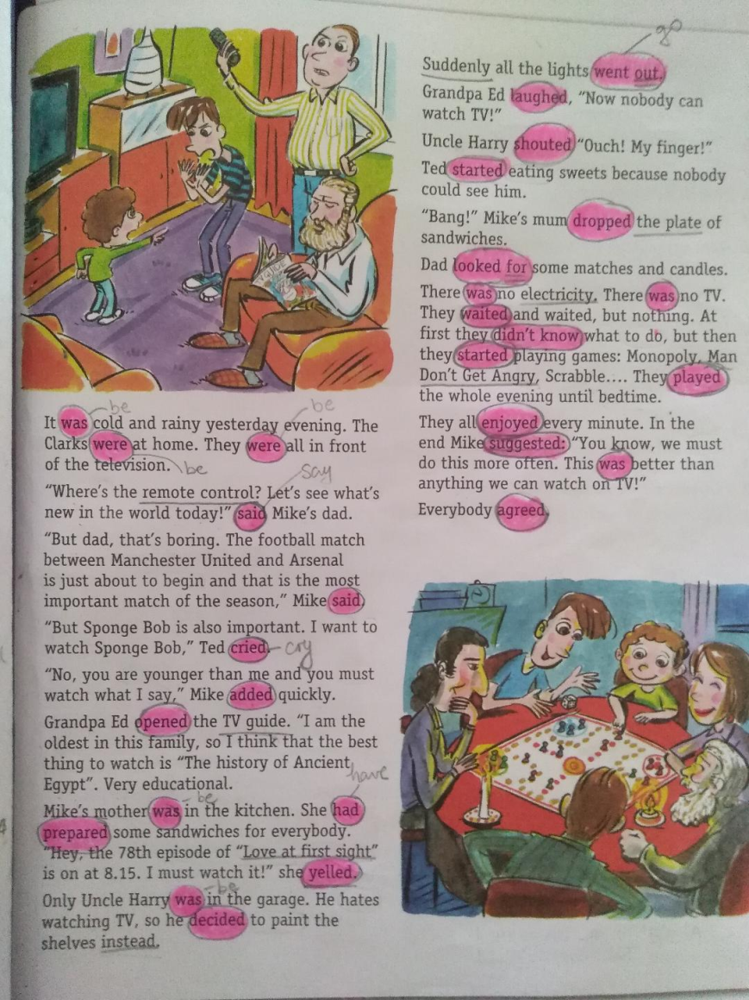 be be
It was cold and rainy yesterday evening. The
Clarks were at home. They were all in front
of the television. be
say
“Where’s the remote control? Let’s see what’s
new in the world today!” said Mike’s dad.
“But dad, that’s boring. The football match
between Manchester United and Arsenal
is just about to begin and that is the most
important match of the season,” Mike said.
“But Sponge Bob is also important. I want to
watch Sponge Bob,” Ted cried. cry
“No, you are younger than me and you must
watch what I say,” Mike added quickly.
Grandpa Ed opened the TV guide. “I am the
oldest in this family, so I think that the best
thing to watch is “The history of Ancient
Egypt”. Very educational.
have
be
Mike’s mother was in the kitchen. She had
prepared some sandwiches for everybody.
“Hey, the 78th episode of “Love at first sight”
is on at 8.15. I must watch it!” she yelled.
be
Only Uncle Harry was in the garage. He hates
watching TV, so he decided to paint the
shelves instead.
go
Suddenly all the lights went out.
Grandpa Ed laughed, “Now nobody can
watch TV!”
Uncle Harry shouted “Ouch! My finger!”
Ted started eating sweets because nobody
could see him.
“Bang!” Mike’s mum dropped the plate of
sandwiches.
Dad looked for some matches and candles.
There was no electricity. There was no TV.
They waited and waited, but nothing. At
first they didn’t know what to do, but then
they started playing games: Monopoly, Man
Don’t Get Angry, Scrabble.... They played
the whole evening until bedtime.
They all enjoyed every minute. In the
end Mike suggested: “You know, we must
do this more often. This was better than
anything we can watch on TV!”
Everybody agreed.